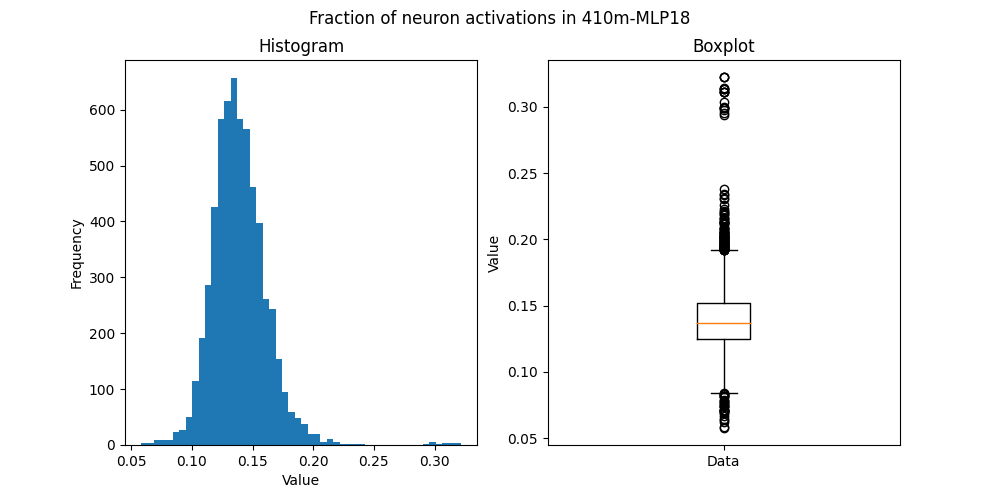 Fraction of neuron activations in 410m-MLP18
Histogram
Frequency
600
500
400
300
200
100
0
0.05 0.10 0.15 0.20 0.25 0.30
Value
Boxplot
Value
0.30
0.25
0.20
0.15
0.10
0.05
Data